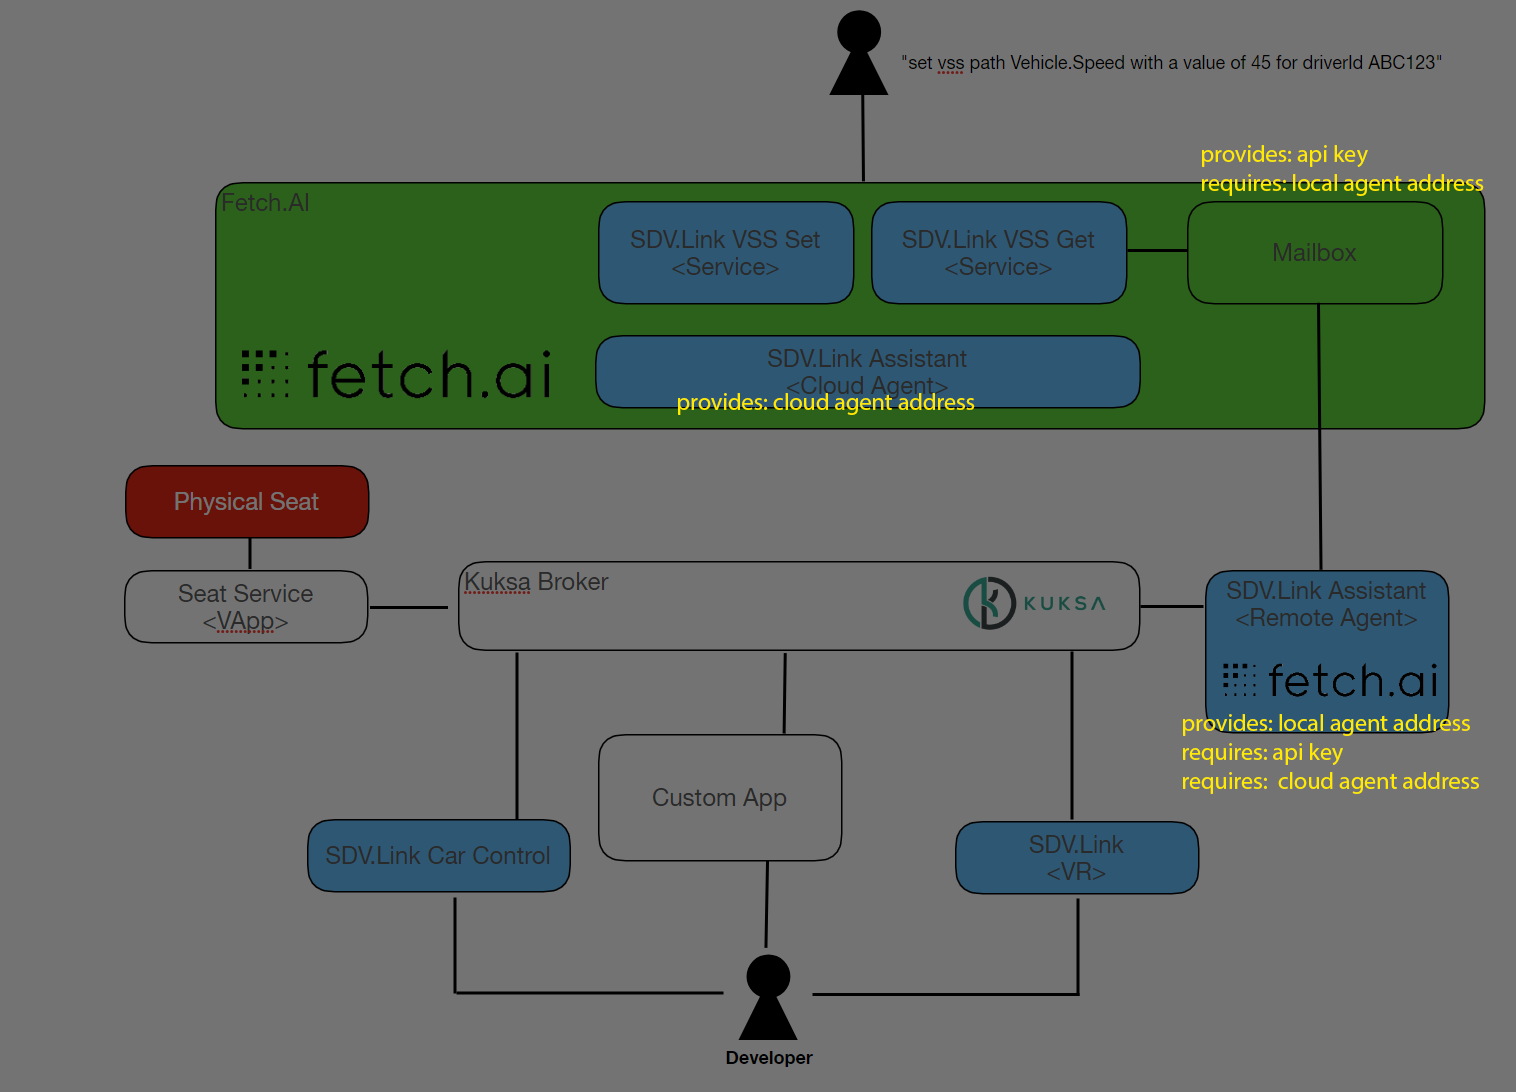 "set vss path Vehicle.Speed with a value of 45 for driverId ABC123"
provides: api key
requires: local agent address
Fetch.AI
SDV.Link VSS Set
<Service>
SDV.Link VSS Get
<Service>
Mailbox
fetch.ai
SDV.Link Assistant
<Cloud Agent>
provides: cloud agent address
Physical Seat
Seat Service
<VApp>
Kuksa Broker
KUKSA
SDV.Link Assistant
<Remote Agent>
fetch.ai
provides: local agent address
requires: api key
requires: cloud agent address
Custom App
SDV.Link Car Control
SDV.Link
<VR>
Developer